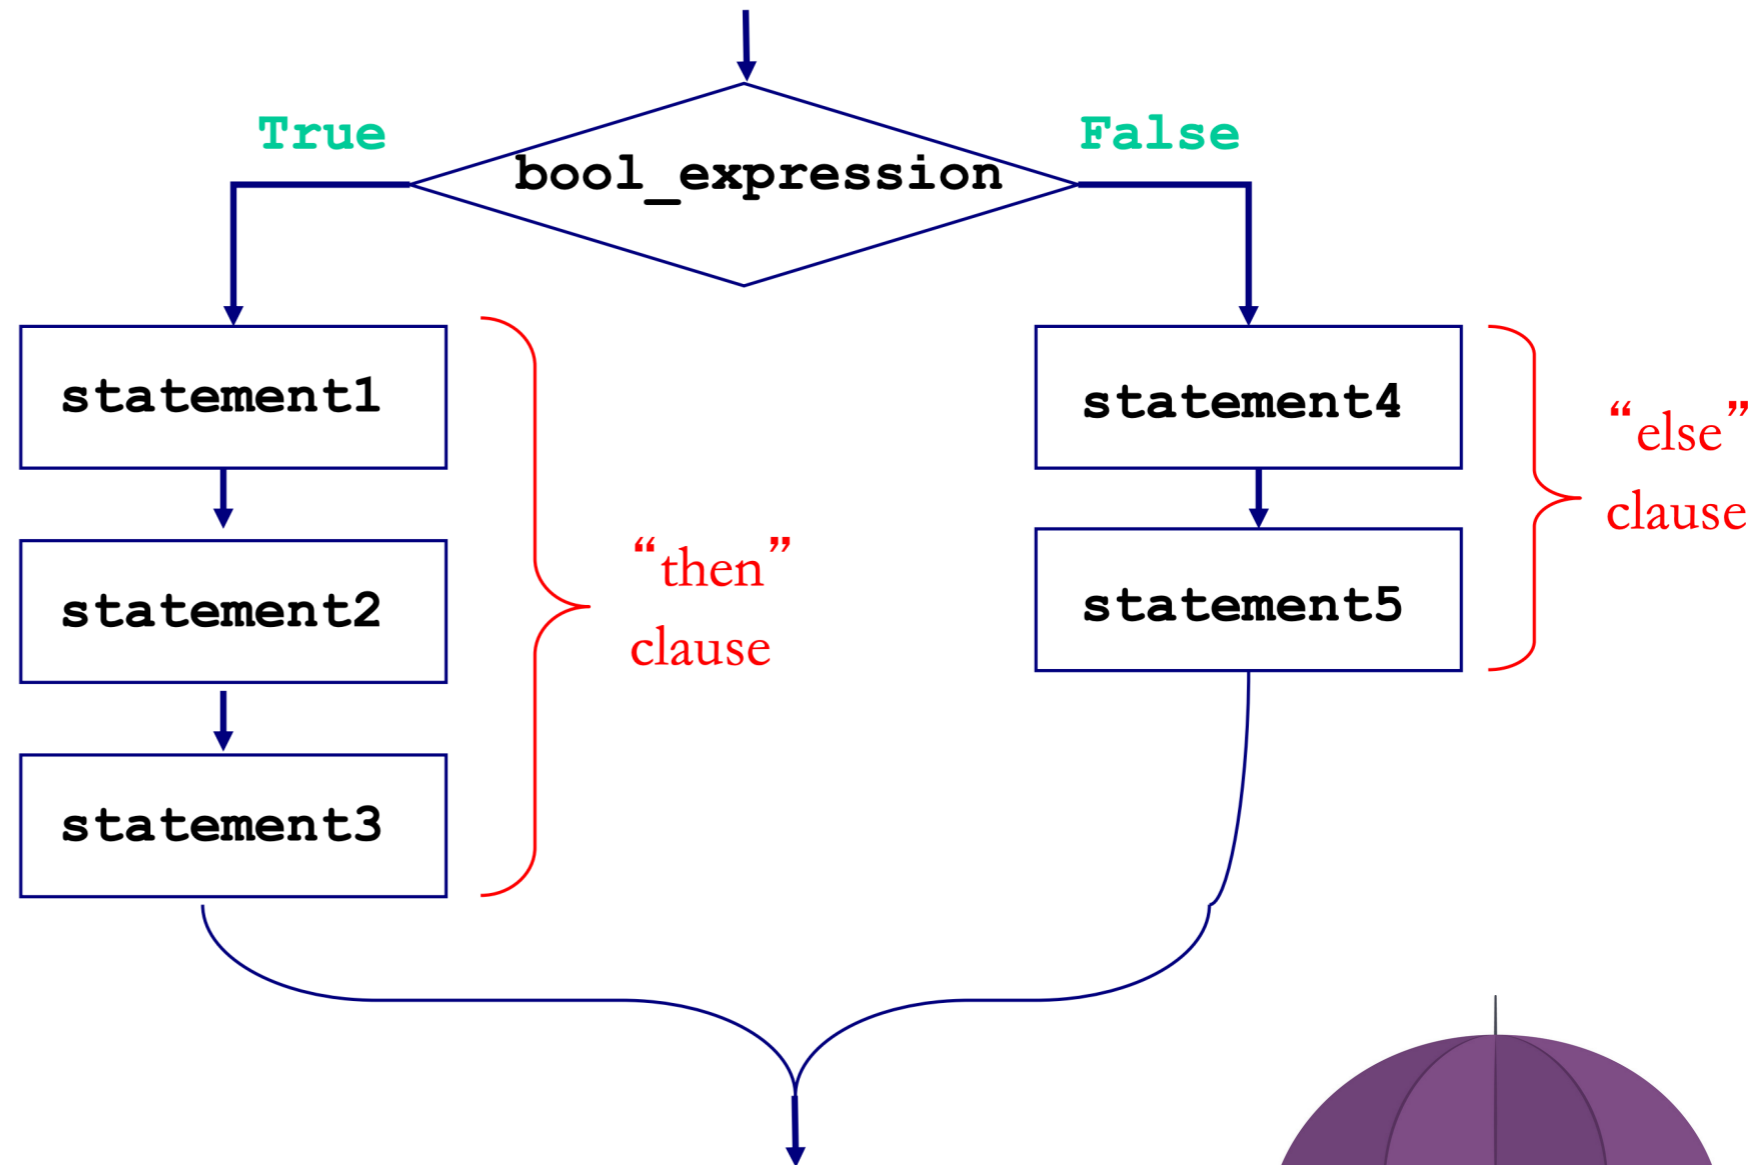 True
False
bool_expression
statement1
statement2
statement3
“then”
clause
statement4
statement5
“else”
clause